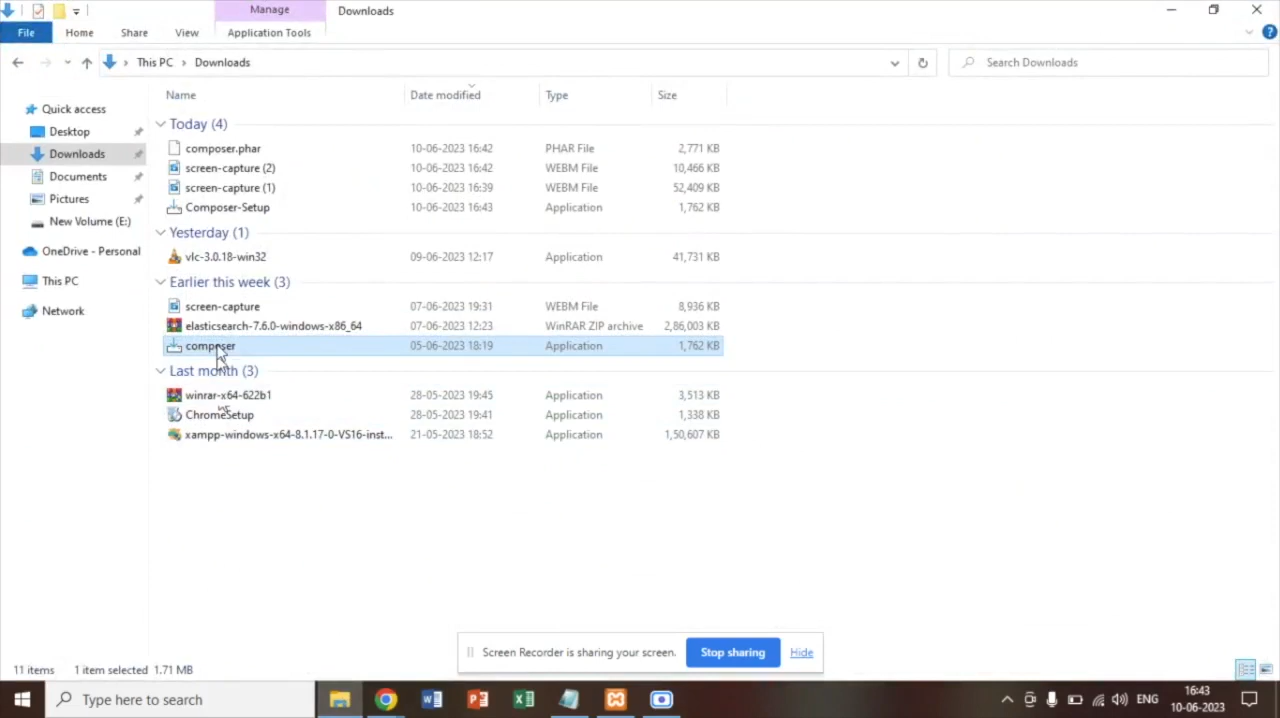 Manage
Downloads
File
Home
Share
View
Application Tools
This PC > Downloads
Search Downloads
Name
Date modified
Type
Size
Quick access
Desktop
Downloads
Documents
Pictures
New Volume (E:)
OneDrive - Personal
This PC
Network
Today (4)
composer.phar 10-06-2023 16:42 PHAR File 2,771 KB
screen-capture (2) 10-06-2023 16:42 WEBM File 10,466 KB
screen-capture (1) 10-06-2023 16:39 WEBM File 52,409 KB
Composer-Setup 10-06-2023 16:43 Application 1,762 KB
Yesterday (1)
vlc-3.0.18-win32 09-06-2023 12:17 Application 41,731 KB
Earlier this week (3)
screen-capture 07-06-2023 19:31 WEBM File 8,936 KB
elasticsearch-7.6.0-windows-x86_64 07-06-2023 12:23 WinRAR ZIP archive 2,86,003 KB
composer 05-06-2023 18:19 Application 1,762 KB
Last month (3)
winrar-x64-622b1 28-05-2023 19:45 Application 3,513 KB
ChromeSetup 28-05-2023 19:41 Application 1,338 KB
xampp-windows-x64-8.1.17-0-VS16-inst... 21-05-2023 18:52 Application 1,50,607 KB
Screen Recorder is sharing your screen. Stop sharing Hide
11 items 1 item selected 1.71 MB
Type here to search
ENG
16:43
10-06-2023